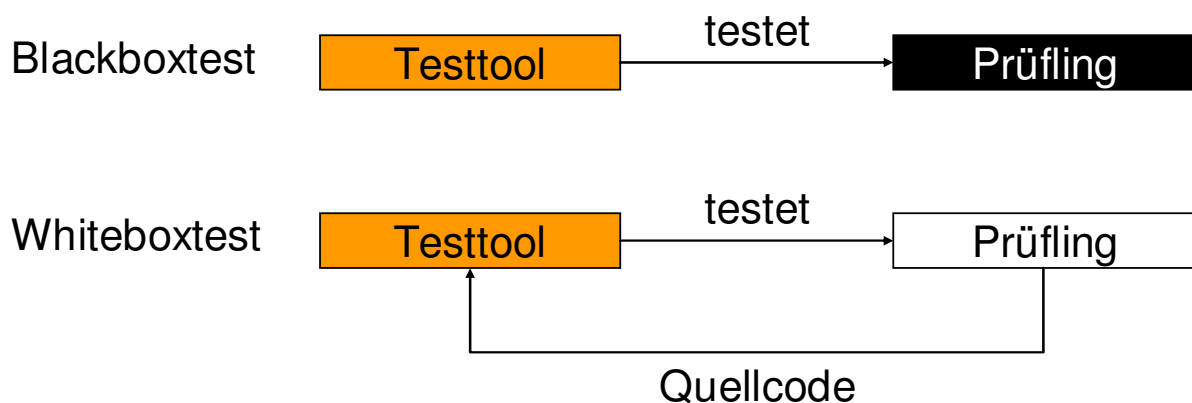 testet
Blackboxtest Testtool Prüfling
testet
Whiteboxtest Testtool Prüfling
Quellcode